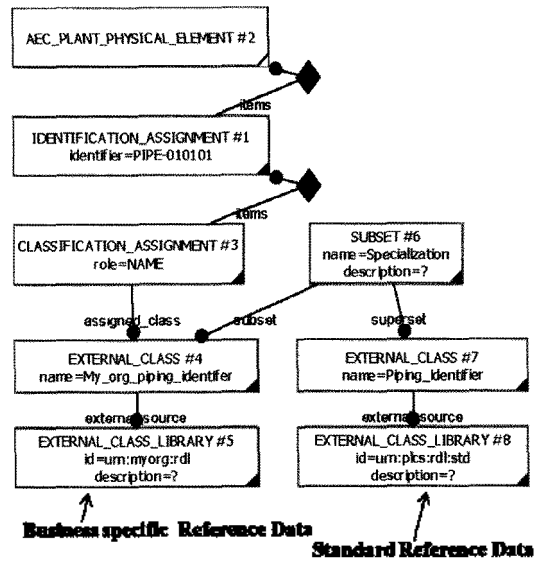 AEC_PLANT_PHYSICAL_ELEMENT #2
items
IDENTIFICATION_ASSIGNMENT #1
identifier=PIPE-010101
items
CLASSIFICATION_ASSIGNMENT #3
role=NAME
SUBSET #6
name=Specialization
description=?
assigned_class
subset
superset
EXTERNAL_CLASS #4
name=My_org_piping_identifer
EXTERNAL_CLASS #7
name=Piping_Identifier
external_source
external_source
EXTERNAL_CLASS_LIBRARY #5
id=urn:myorg:rdl
description=?
EXTERNAL_CLASS_LIBRARY #8
id=urn:plcs:rdl:std
description=?
Business specific Reference Data
Standard Reference Data